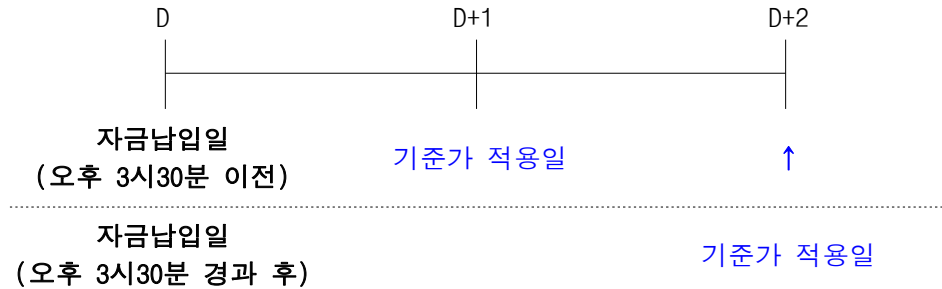 D D+1 D+2
자금납입일
(오후 3시30분 이전)
기준가 적용일
↑
자금납입일
(오후 3시30분 경과 후)
기준가 적용일